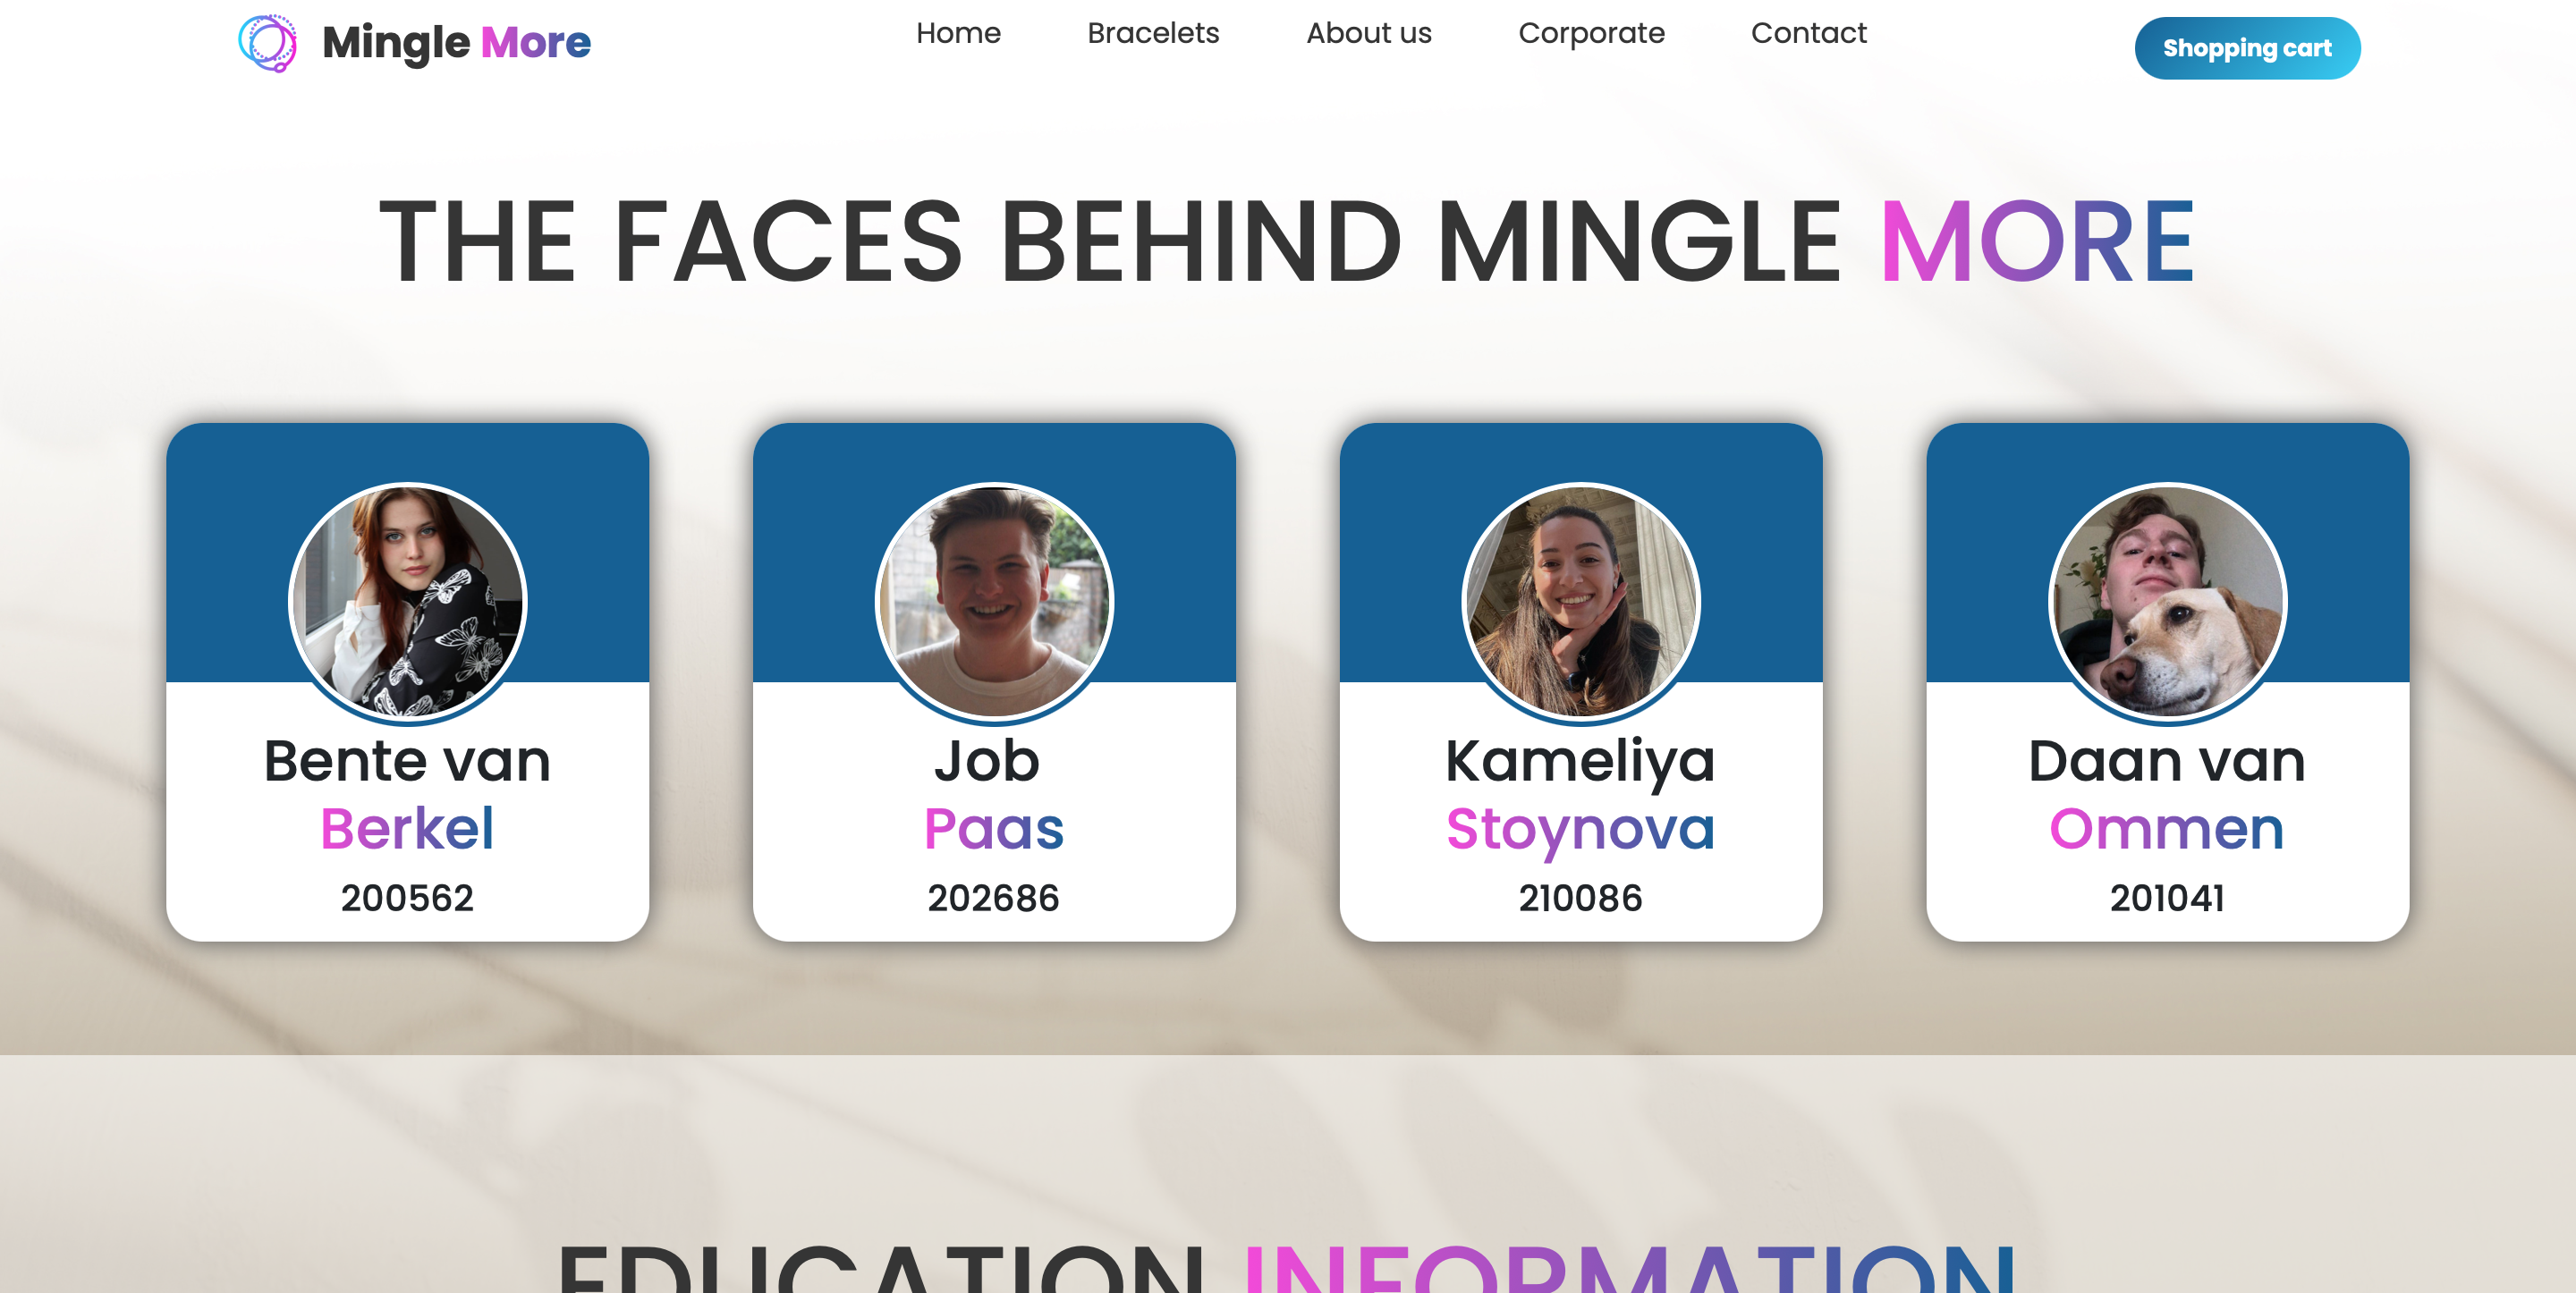 Mingle More
Home Bracelets About us Corporate Contact
Shopping cart
THE FACES BEHIND MINGLE MORE
Bente van
Berkel
200562
Job
Paas
202686
Kameliya
Stoynova
210086
Daan van
Ommen
201041
EDUCATION INFORMATION